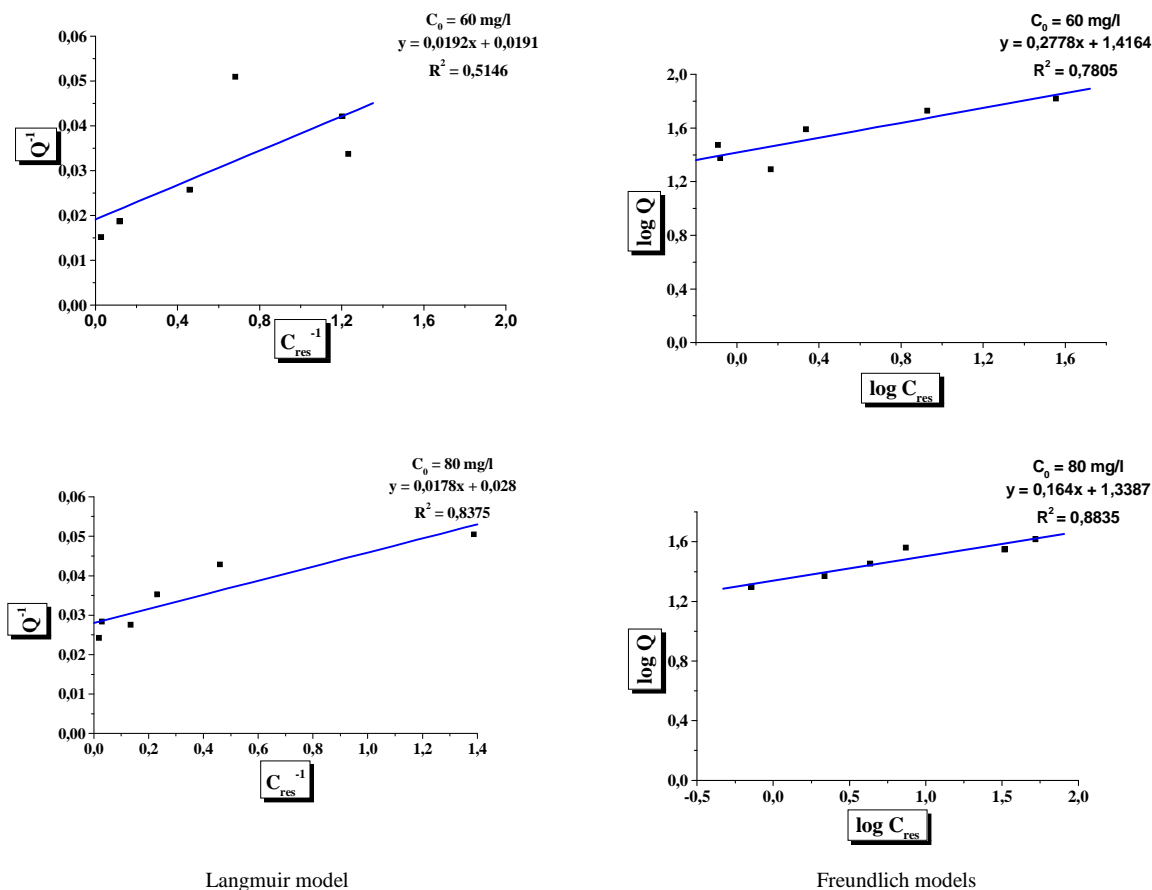 C₀ = 60 mg/l
y = 0,0192x + 0,0191
R² = 0,5146
0,06
0,05
0,04
0,03
0,02
0,01
0,00
Q⁻¹
0,0 0,4 0,8 1,2 1,6 2,0
C_res⁻¹
C₀ = 60 mg/l
y = 0,2778x + 1,4164
R² = 0,7805
2,0
1,6
1,2
0,8
0,4
0,0
log Q
0,0 0,4 0,8 1,2 1,6
log C_res
C₀ = 80 mg/l
y = 0,0178x + 0,028
R² = 0,8375
0,06
0,05
0,04
0,03
0,02
0,01
0,00
Q⁻¹
0,0 0,2 0,4 0,6 0,8 1,0 1,2 1,4
C_res⁻¹
C₀ = 80 mg/l
y = 0,164x + 1,3387
R² = 0,8835
1,6
1,2
0,8
0,4
0,0
log Q
-0,5 0,0 0,5 1,0 1,5 2,0
log C_res
Langmuir model
Freundlich models